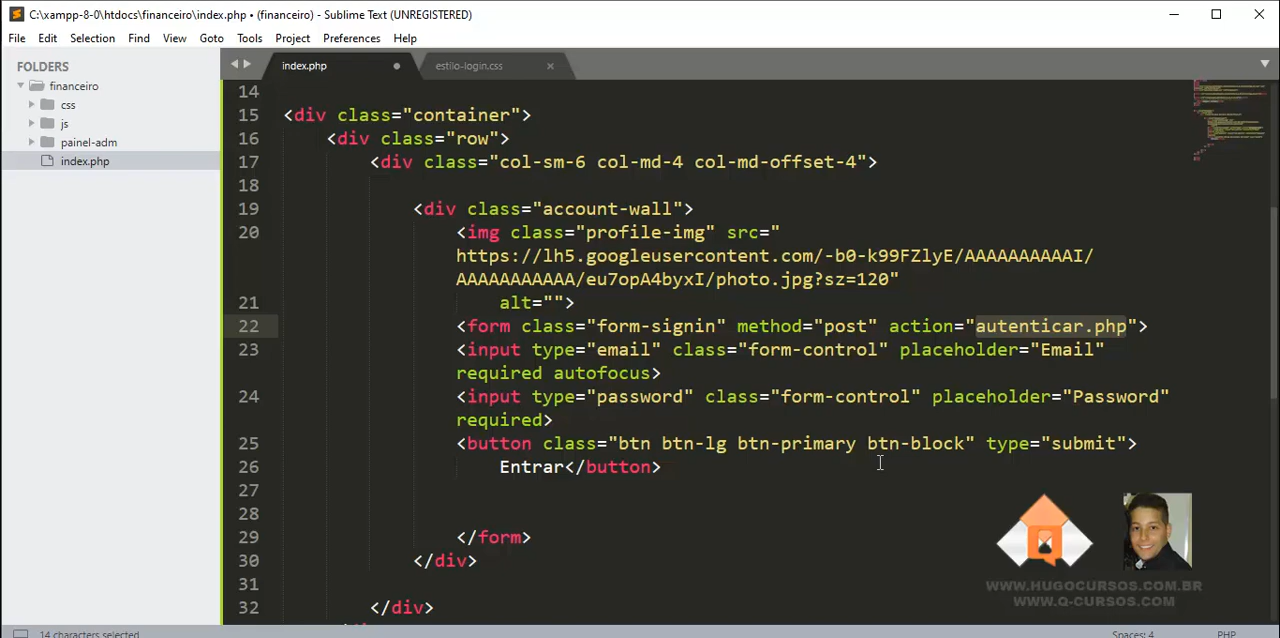 C:\xampp-8-0\htdocs\financeiro\index.php • (financeiro) - Sublime Text (UNREGISTERED)
File Edit Selection Find View Goto Tools Project Preferences Help
FOLDERS
financeiro
css
js
painel-adm
index.php
index.php estilo-login.css
14
15 <div class="container">
16 <div class="row">
17 <div class="col-sm-6 col-md-4 col-md-offset-4">
18
19 <div class="account-wall">
20 <img class="profile-img" src="
https://lh5.googleusercontent.com/-b0-k99FZlyE/AAAAAAAAAAI/
AAAAAAAAAAA/eu7opA4byxI/photo.jpg?sz=120"
21 alt="">
22 <form class="form-signin" method="post" action="autenticar.php">
23 <input type="email" class="form-control" placeholder="Email"
required autofocus>
24 <input type="password" class="form-control" placeholder="Password"
required>
25 <button class="btn btn-lg btn-primary btn-block" type="submit">
26 Entrar</button>
27
28
29 </form>
30 </div>
31
32 </div>
WWW.HUGOCURSOS.COM.BR
WWW.Q-CURSOS.COM
14 characters selected Spaces: 4 PHP